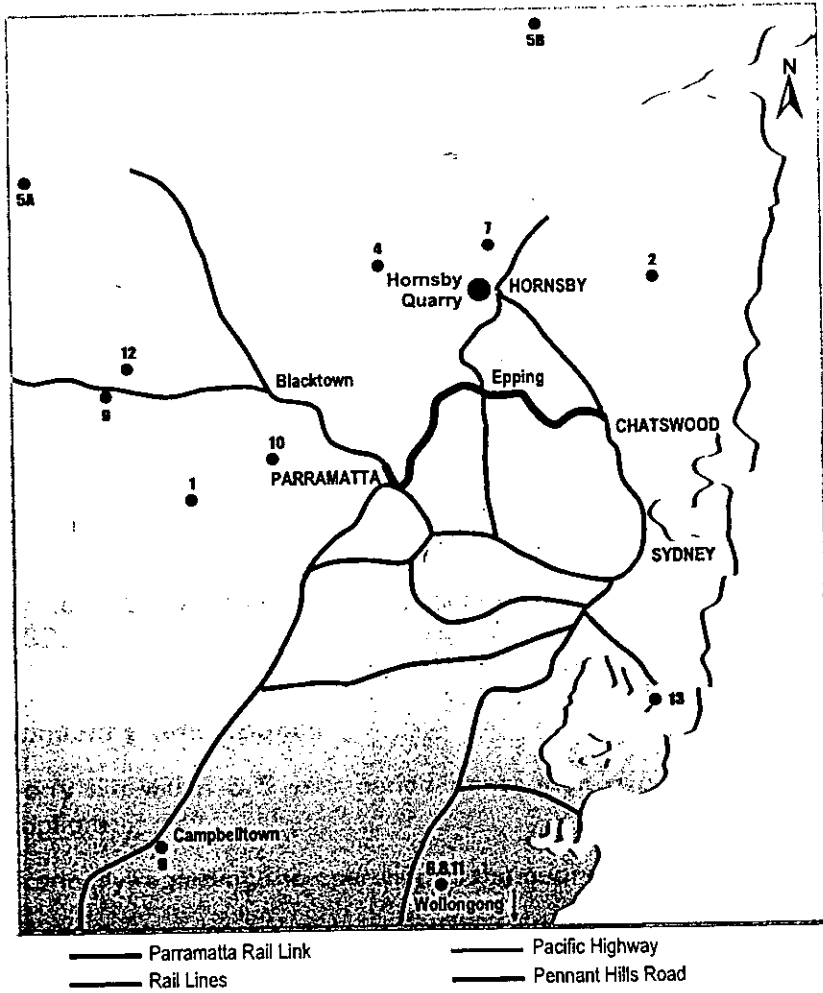 5B
N
5A
7
4
2
Hornsby
Quarry
HORNSBY
12
Blacktown
Epping
9
CHATSWOOD
10
PARRAMATTA
1
SYDNEY
13
Campbelltown
Wollongong
Parramatta Rail Link
Pacific Highway
Rail Lines
Pennant Hills Road